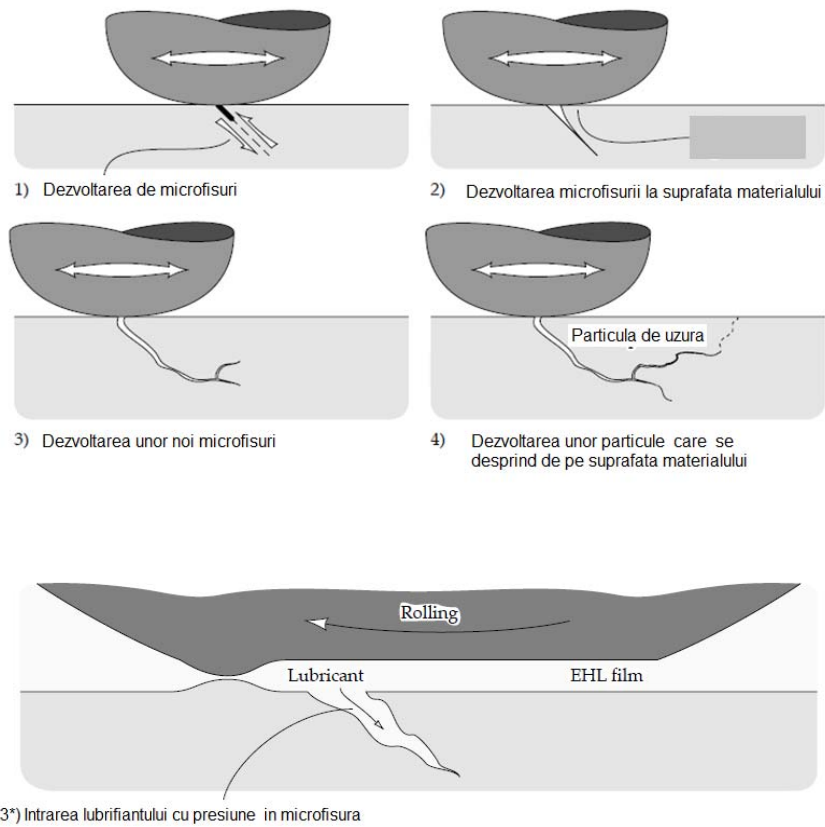 1) Dezvoltarea de microfisuri
2) Dezvoltarea microfisurii la suprafata materialului
3) Dezvoltarea unor noi microfisuri
Particula de uzura
4) Dezvoltarea unor particule care se
desprind de pe suprafata materialului
Rolling
Lubricant
EHL film
3*) Intrarea lubrifiantului cu presiune in microfisura